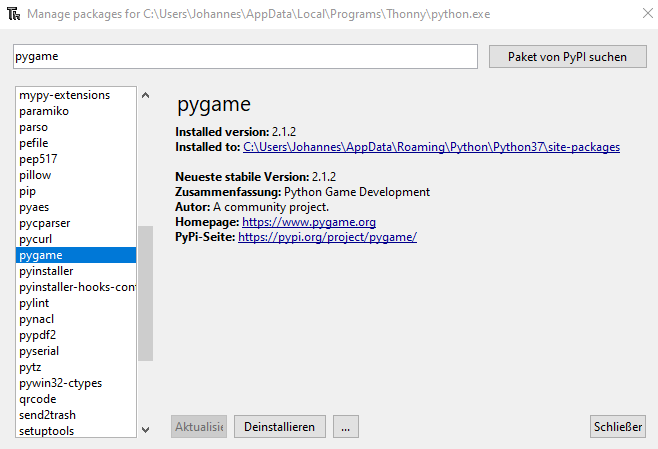 Manage packages for C:\Users\Johannes\AppData\Local\Programs\Thonny\python.exe
pygame
Paket von PyPI suchen
mypy-extensions
paramiko
parso
pefile
pep517
pillow
pip
pyaes
pycparser
pycurl
pygame
pyinstaller
pyinstaller-hooks-con
pylint
pynacl
pypdf2
pyserial
pytz
pywin32-ctypes
qrcode
send2trash
setuptools
pygame
Installed version: 2.1.2
Installed to: C:\Users\Johannes\AppData\Roaming\Python\Python37\site-packages
Neueste stabile Version: 2.1.2
Zusammenfassung: Python Game Development
Autor: A community project.
Homepage: https://www.pygame.org
PyPi-Seite: https://pypi.org/project/pygame/
Aktualisie
Deinstallieren
...
Schließer